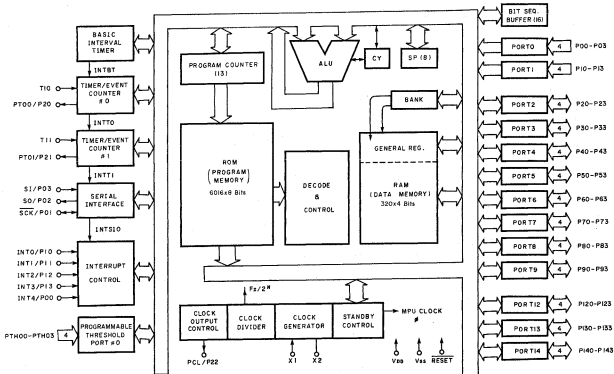 BASIC
INTERVAL
TIMER
INTBT
TI0
PTO0/P20
TIMER/EVENT
COUNTER
#0
INTT0
TI1
PTO1/P21
TIMER/EVENT
COUNTER
#1
INTT1
SI/P03
SO/P02
SCK/P01
SERIAL
INTERFACE
INTSIO
INT0/P10
INT1/P11
INT2/P12
INT3/P13
INT4/P00
INTERRUPT
CONTROL
PTH00-PTH03
4
PROGRAMMABLE
THRESHOLD
PORT #0
PROGRAM
COUNTER
(13)
ALU
CY
SP (8)
BANK
ROM
(PROGRAM)
MEMORY)
6016x8 Bits
DECODE
&
CONTROL
GENERAL REG.
RAM
(DATA MEMORY)
320x4 Bits
CLOCK
OUTPUT
CONTROL
CLOCK
DIVIDER
CLOCK
GENERATOR
STANDBY
CONTROL
MPU CLOCK
PCL/P22
X1
X2
VDD
VSS
RESET
BIT SEQ.
BUFFER (16)
PORT0 4 P00-P03
PORT1 4 P10-P13
PORT2 4 P20-P23
PORT3 4 P30-P33
PORT4 4 P40-P43
PORT5 4 P50-P53
PORT6 4 P60-P63
PORT7 4 P70-P73
PORT8 4 P80-P83
PORT9 4 P90-P93
PORT12 4 P120-P123
PORT13 4 P130-P133
PORT14 4 P140-P143